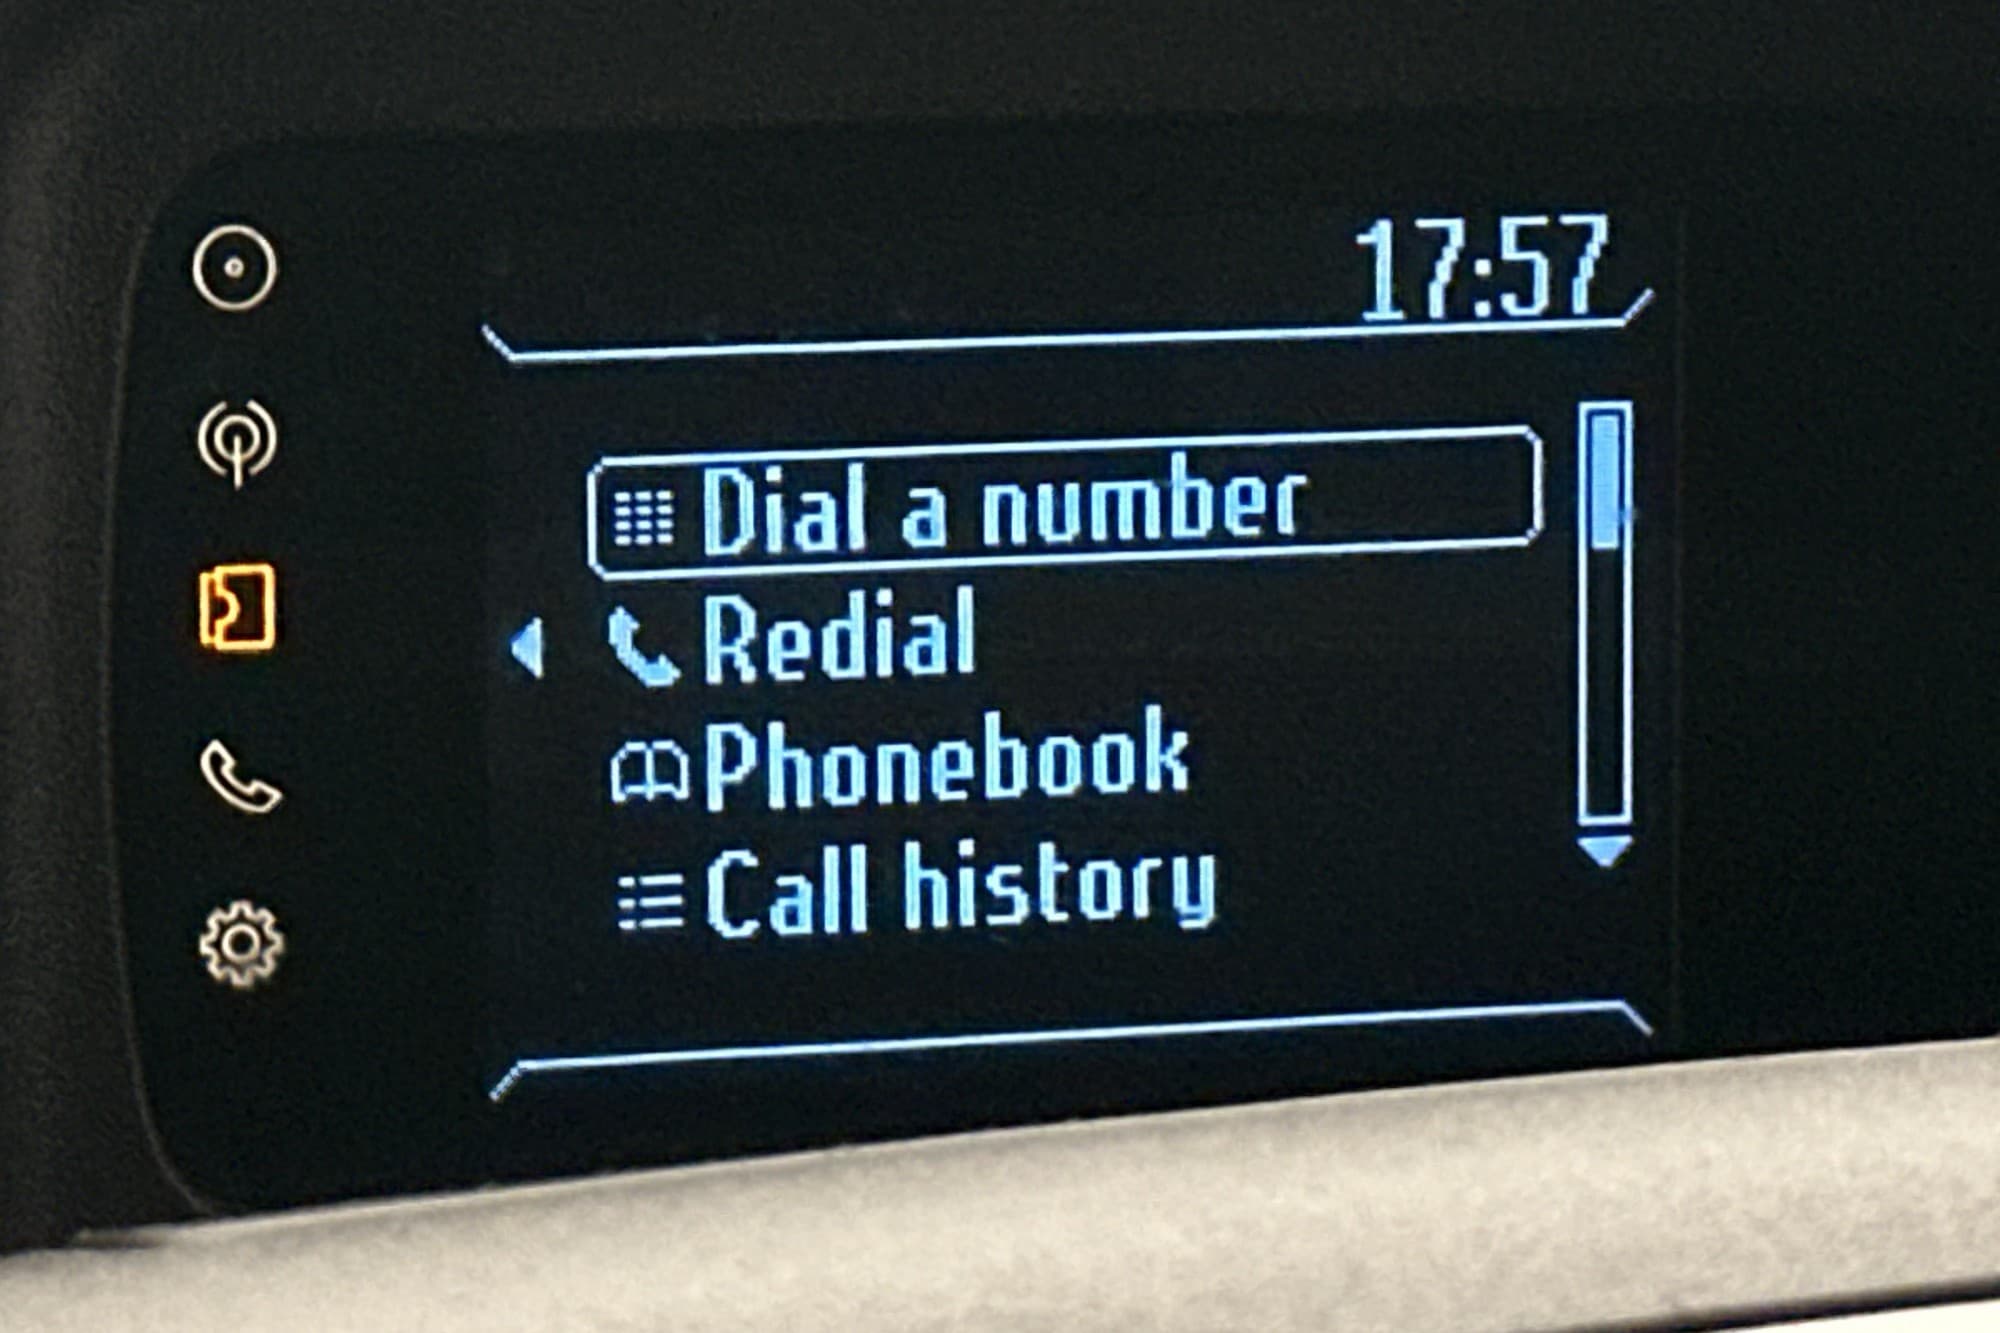 17:57
Dial a number
Redial
Phonebook
Call history